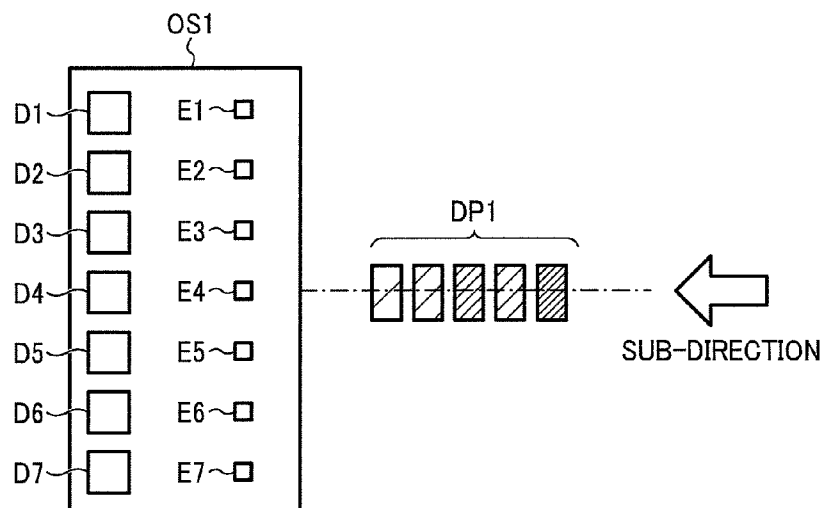 OS1
D1 E1
D2 E2
DP1
D3 E3
D4 E4
SUB-DIRECTION
D5 E5
D6 E6
D7 E7